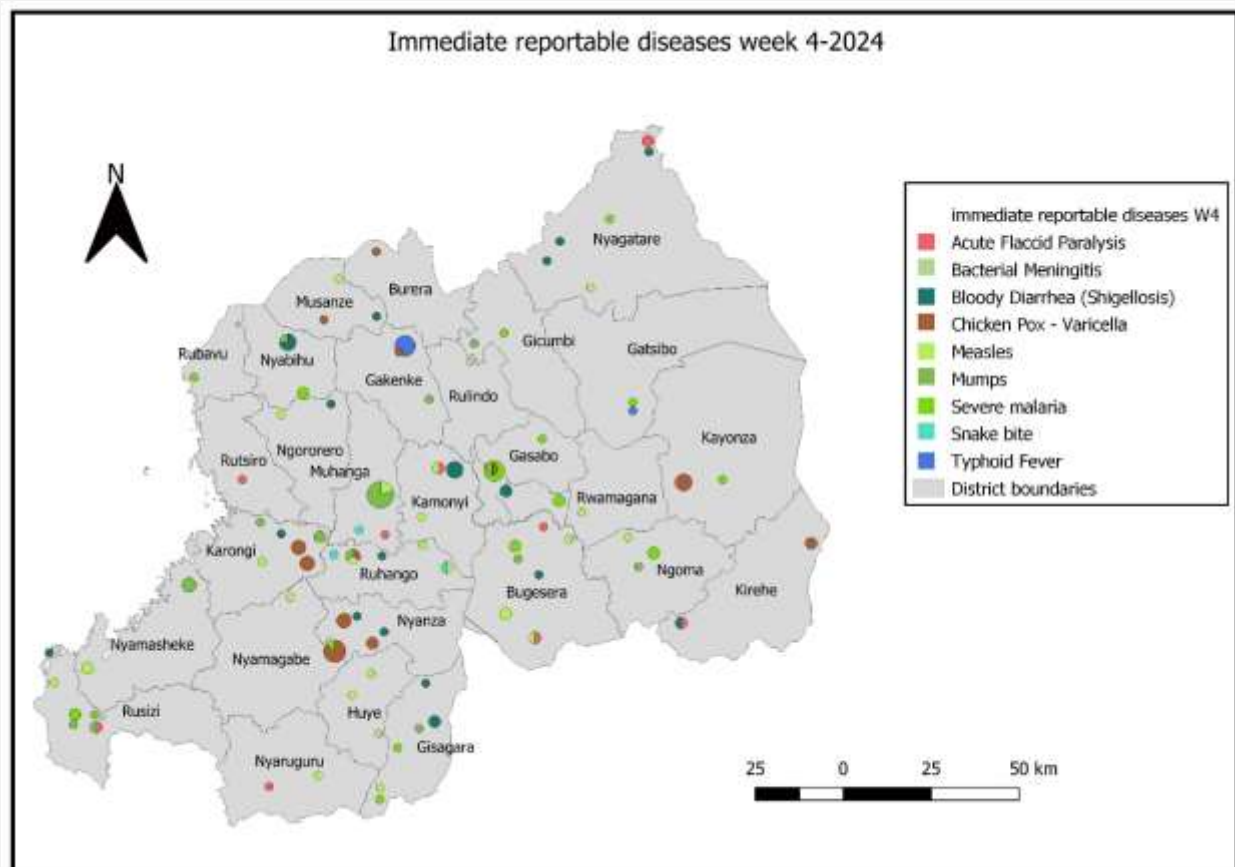 Immediate reportable diseases week 4-2024
N
immediate reportable diseases W4
Acute Flaccid Paralysis
Bacterial Meningitis
Bloody Diarrhea (Shigellosis)
Chicken Pox - Varicella
Measles
Mumps
Severe malaria
Snake bite
Typhoid Fever
District boundaries
Nyagatare
Burera
Musanze
Gicumbi
Gatsibo
Rubavu
Nyabihu
Gakenke
Rulindo
Kayonza
Ngororero
Gasabo
Rutsiro
Muhanga
Kamonyi
Rwamagana
Karongi
Ruhango
Ngoma
Bugesera
Kirehe
Nyanza
Nyamasheke
Nyamagabe
Rusizi
Huye
Gisagara
Nyaruguru
25 0 25 50 km